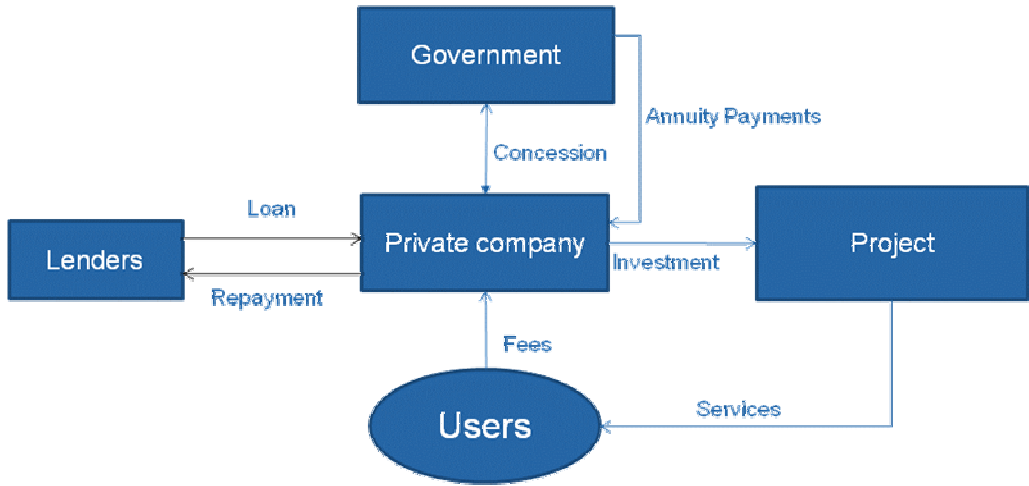 Government
Annuity Payments
Concession
Loan
Lenders
Private company
Project
Investment
Repayment
Fees
Users
Services